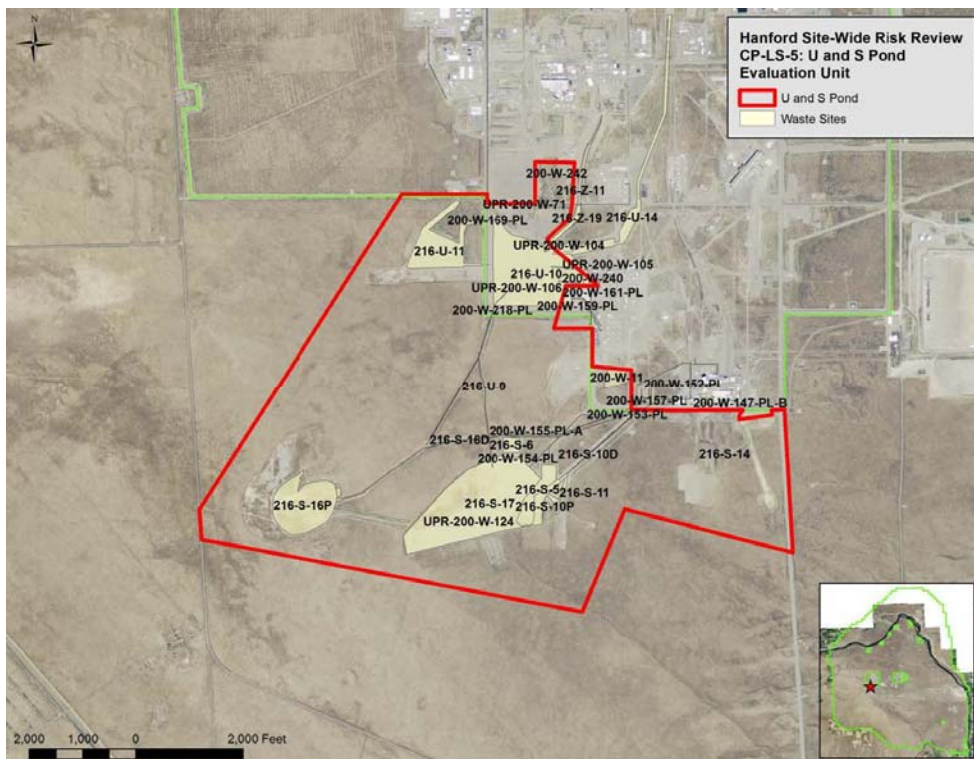 N
Hanford Site-Wide Risk Review
CP-LS-5: U and S Pond
Evaluation Unit
U and S Pond
Waste Sites
200-W-242
216-Z-11
UPR-200-W-71
200-W-169-PL
216-Z-19
216-U-14
216-U-11
UPR-200-W-104
UPR-200-W-105
216-U-10
200-W-240
UPR-200-W-106
200-W-161-PL
200-W-159-PL
200-W-218-PL
200-W-11
200-W-152-PL
216-U-9
200-W-157-PL
200-W-147-PL-B
200-W-153-PL
200-W-155-PL-A
216-S-16D
216-S-6
200-W-154-PL
216-S-10D
216-S-14
216-S-5
216-S-11
216-S-16P
216-S-17
216-S-10P
UPR-200-W-124
2,000 1,000 0 2,000 Feet